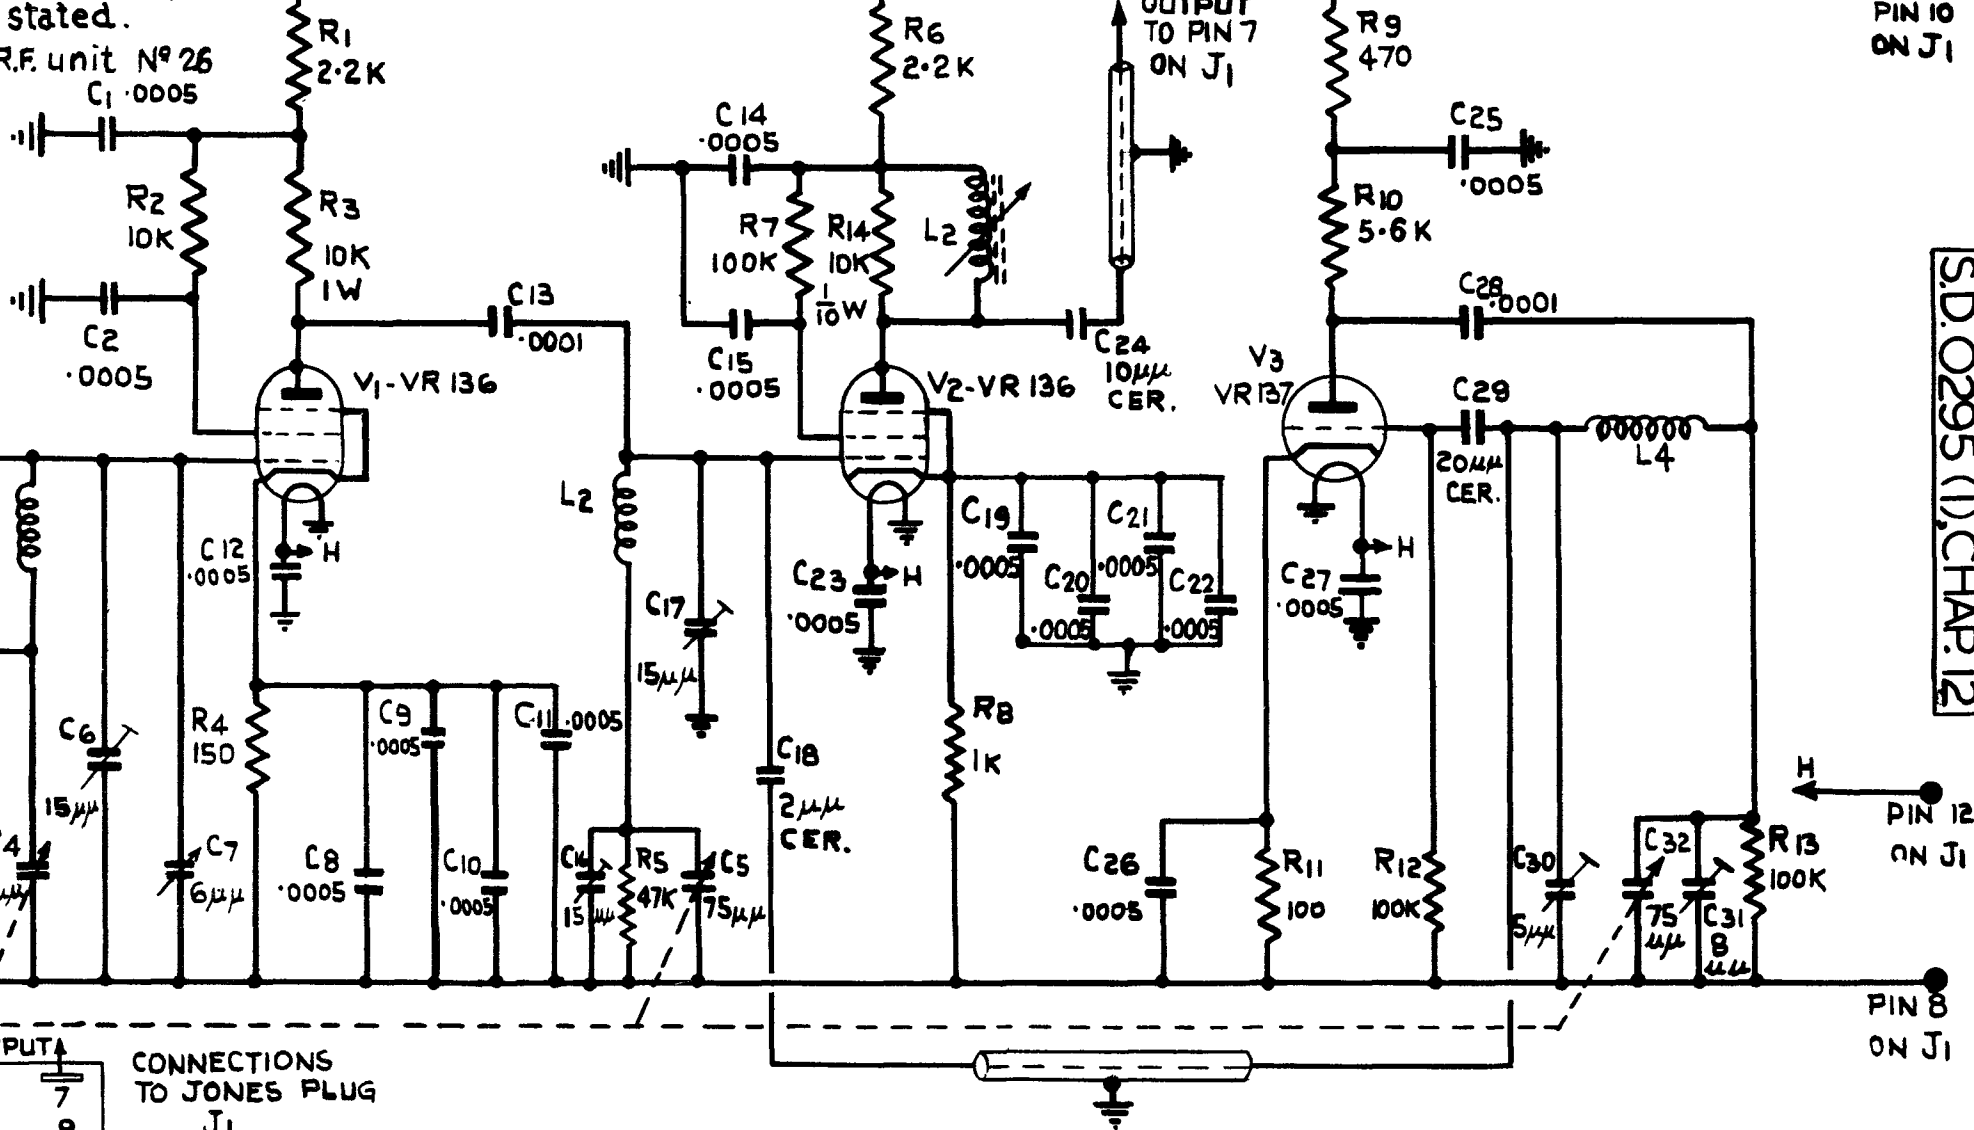 stated.
R.F. unit Nº 26
C1 .0005
R1
2.2K
R2
10K
R3
10K
1W
C2
.0005
C13
.0001
V1-VR136
C12
.0005
H
C6
15µµ
R4
150
C7
6µµ
C8
.0005
C9
.0005
C10
.0005
C11 .0005
R6
2.2K
C14
.0005
R7
100K
R14
10K
1/10 W
L2
C15
.0005
OUTPUT
TO PIN 7
ON J1
C24
10µµ
CER.
V2-VR136
L2
C17
15µµ
C23
.0005
H
C19
.0005
C20
.0005
C21
.0005
C22
.0005
R8
1K
C18
2µµ
CER.
C16
15µµ
R5
47K
C5
75µµ
R9
470
C25
.0005
R10
5.6K
C28
.0001
V3
VR137
C29
20µµ
CER.
L4
H
C27
.0005
C26
.0005
R11
100
R12
100K
C30
5µµ
C32
75
µµ
C31
8
µµ
R13
100K
PIN 10
ON J1
S.D. 0295 (1), CHAP. 12
H
PIN 12
ON J1
PIN 8
ON J1
CONNECTIONS
TO JONES PLUG
J1
7